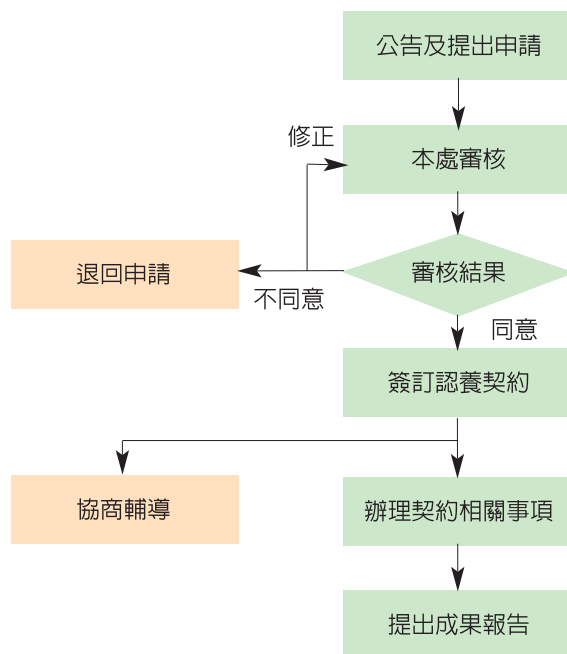 公告及提出申請
修正
本處審核
退回申請
審核結果
不同意
同意
簽訂認養契約
協商輔導
辦理契約相關事項
提出成果報告